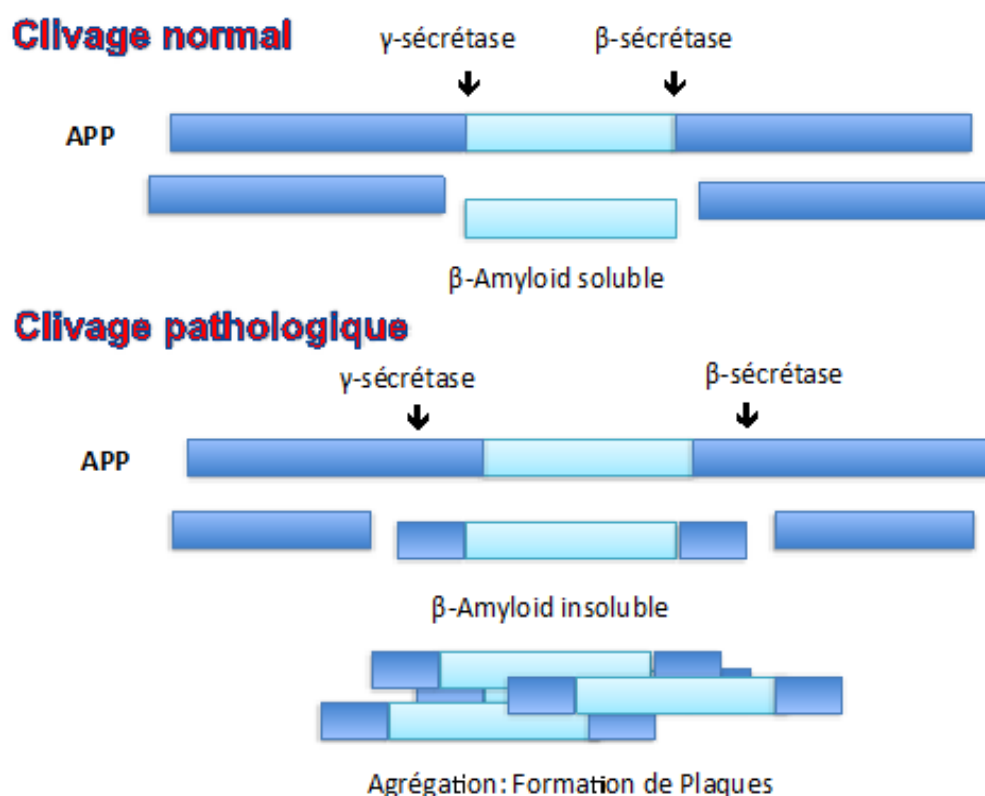 Clivage normal
γ-sécrétase β-sécrétase
APP
β-Amyloid soluble
Clivage pathologique
γ-sécrétase β-sécrétase
APP
β-Amyloid insoluble
Agrégation: Formation de Plaques